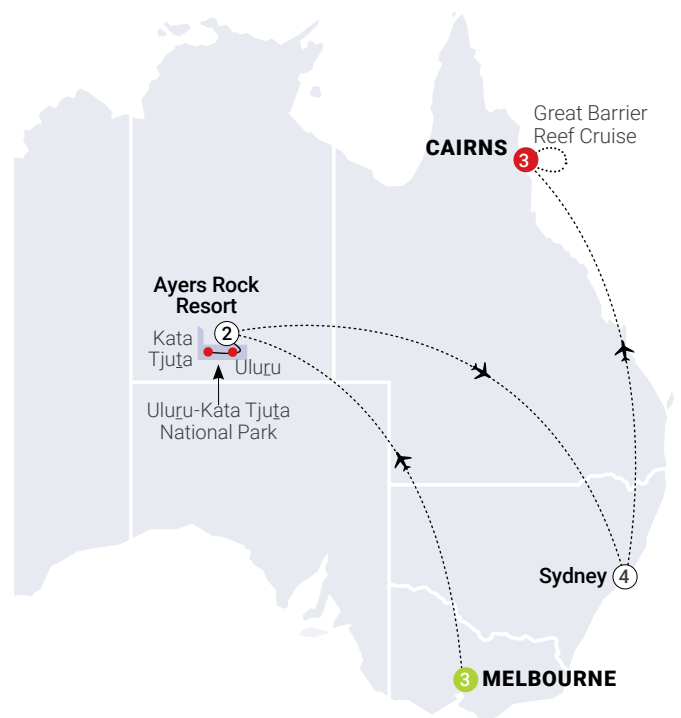 Great Barrier
Reef Cruise
CAIRNS
3
Ayers Rock
Resort
2
Kata
Tjuṯa
Uluṟu
Uluṟu-Kata Tjuṯa
National Park
Sydney
4
3
MELBOURNE